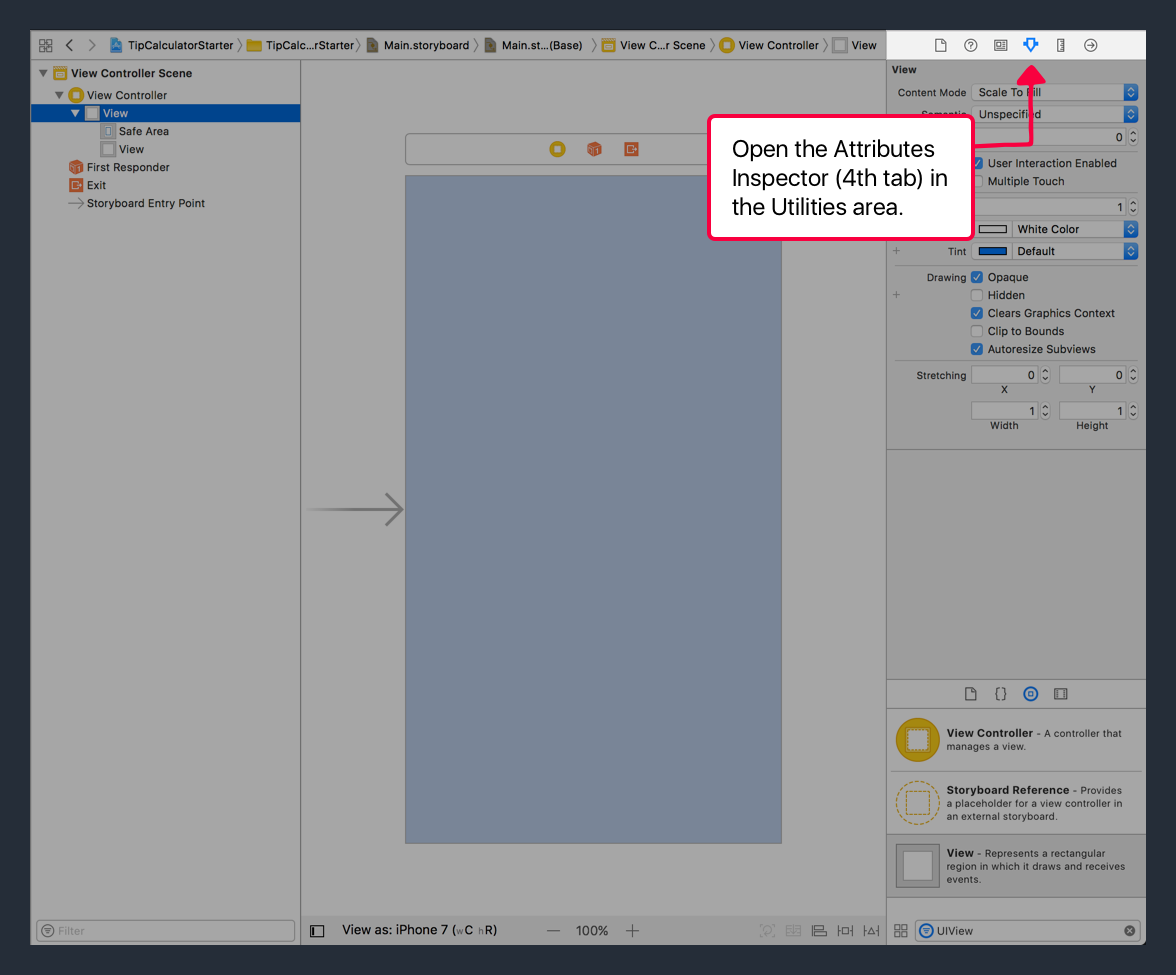 TipCalculatorStarter
TipCalc...rStarter
Main.storyboard
Main.st...(Base)
View C...r Scene
View Controller
View
View Controller Scene
View Controller
View
Safe Area
View
First Responder
Exit
Storyboard Entry Point
Open the Attributes
Inspector (4th tab) in
the Utilities area.
View
Content Mode Scale To Fill
Unspecified
0
User Interaction Enabled
Multiple Touch
1
White Color
Tint Default
Drawing Opaque
Hidden
Clears Graphics Context
Clip to Bounds
Autoresize Subviews
Stretching 0 0
X Y
1 1
Width Height
{}
View Controller - A controller that
manages a view.
Storyboard Reference - Provides
a placeholder for a view controller in
an external storyboard.
View - Represents a rectangular
region in which it draws and receives
events.
Filter
View as: iPhone 7 (wC hR)
100%
UIView